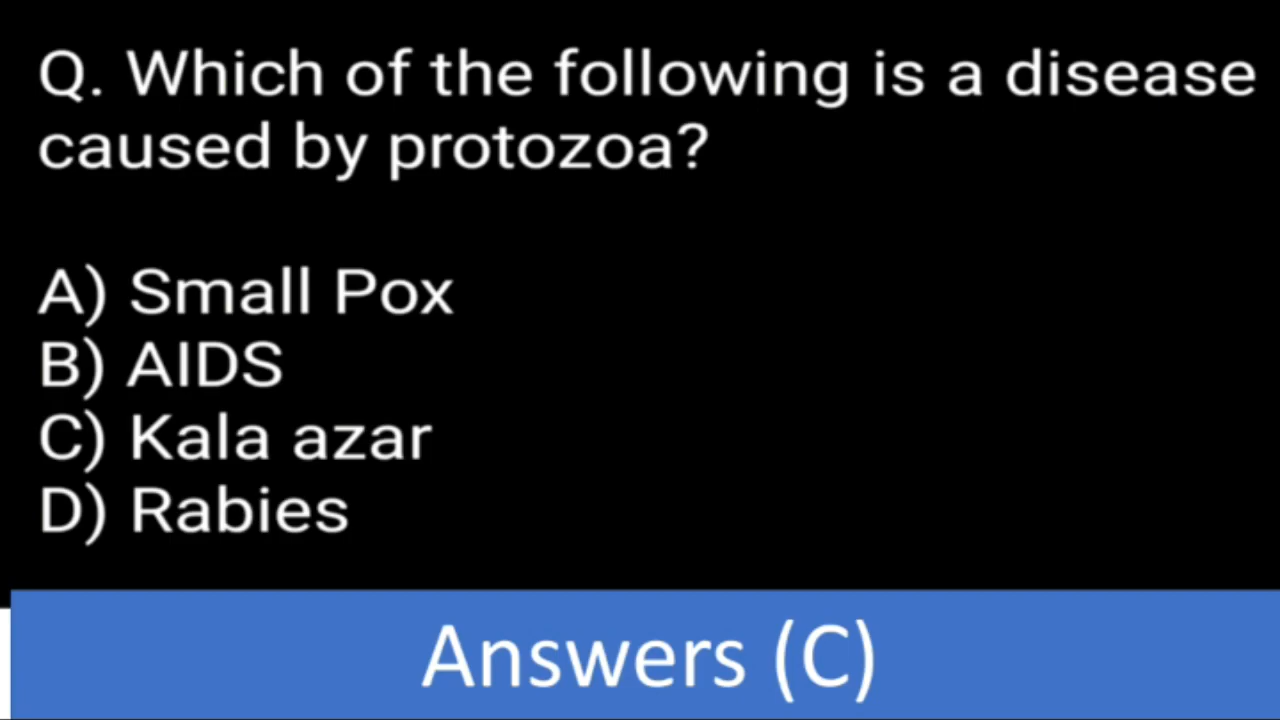 Q. Which of the following is a disease
caused by protozoa?
A) Small Pox
B) AIDS
C) Kala azar
D) Rabies
Answers (C)